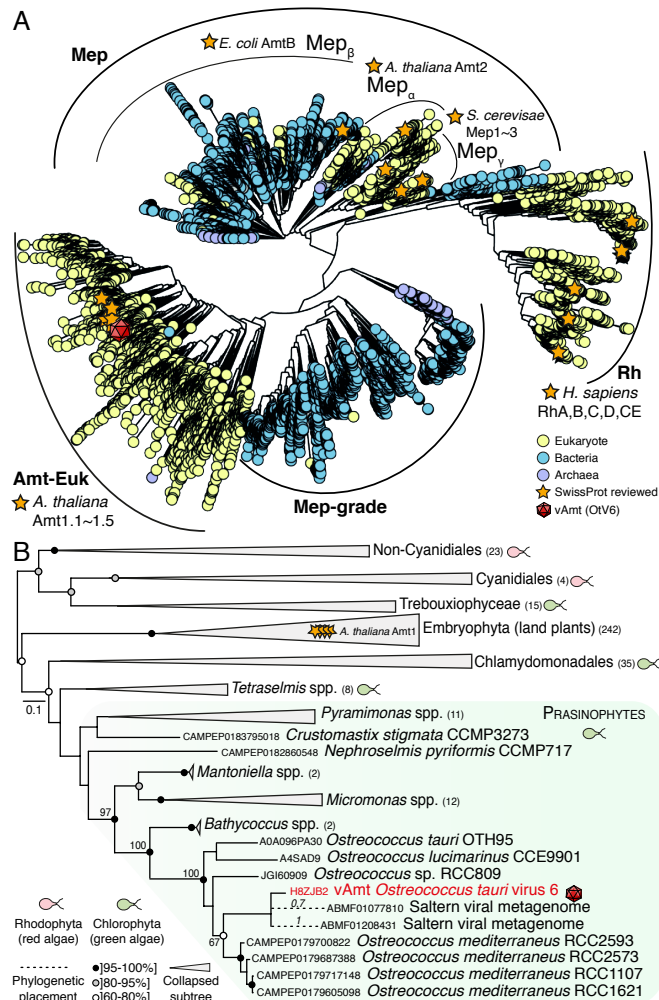 A
Mep
E. coli AmtB
Mepβ
A. thaliana Amt2
Mepα
S. cerevisae
Mep1~3
Mepγ
Rh
H. sapiens
RhA,B,C,D,CE
Eukaryote
Bacteria
Archaea
SwissProt reviewed
vAmt (OtV6)
Amt-Euk
A. thaliana
Amt1.1~1.5
Mep-grade
B
Non-Cyanidiales (23)
Cyanidiales (4)
Trebouxiophyceae (15)
A. thaliana Amt1
Embryophyta (land plants) (242)
Chlamydomonadales (35)
0.1
Tetraselmis spp. (8)
PRASINOPHYTES
Pyramimonas spp. (11)
CAMPEP0183795018 Crustomastix stigmata CCMP3273
CAMPEP0182860548 Nephroselmis pyriformis CCMP717
Mantoniella spp. (2)
97
Micromonas spp. (12)
Bathycoccus spp. (2)
100
A0A096PA30 Ostreococcus tauri OTH95
A4SAD9 Ostreococcus lucimarinus CCE9901
100
JGI60909 Ostreococcus sp. RCC809
H8ZJB2 vAmt Ostreococcus tauri virus 6
0.7 ABMF01077810 Saltern viral metagenome
1 ABMF01208431 Saltern viral metagenome
67
CAMPEP0179700822 Ostreococcus mediterraneus RCC2593
CAMPEP0179687388 Ostreococcus mediterraneus RCC2573
CAMPEP0179717148 Ostreococcus mediterraneus RCC1107
CAMPEP0179605098 Ostreococcus mediterraneus RCC1621
Rhodophyta
(red algae)
Chlorophyta
(green algae)
Phylogenetic
placement
]95-100%]
]80-95%]
]60-80%]
Collapsed
subtree